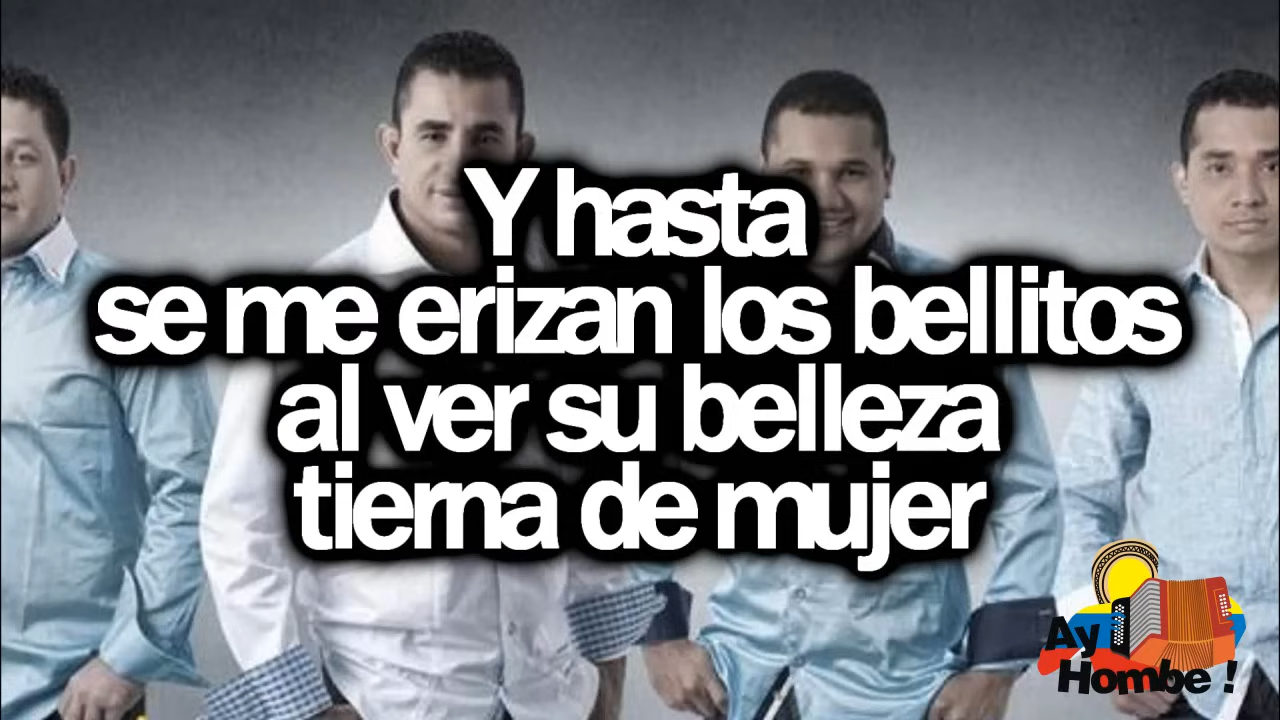 Y hasta
se me erizan los bellitos
al ver su belleza
tierna de mujer
Ay
Hombe !